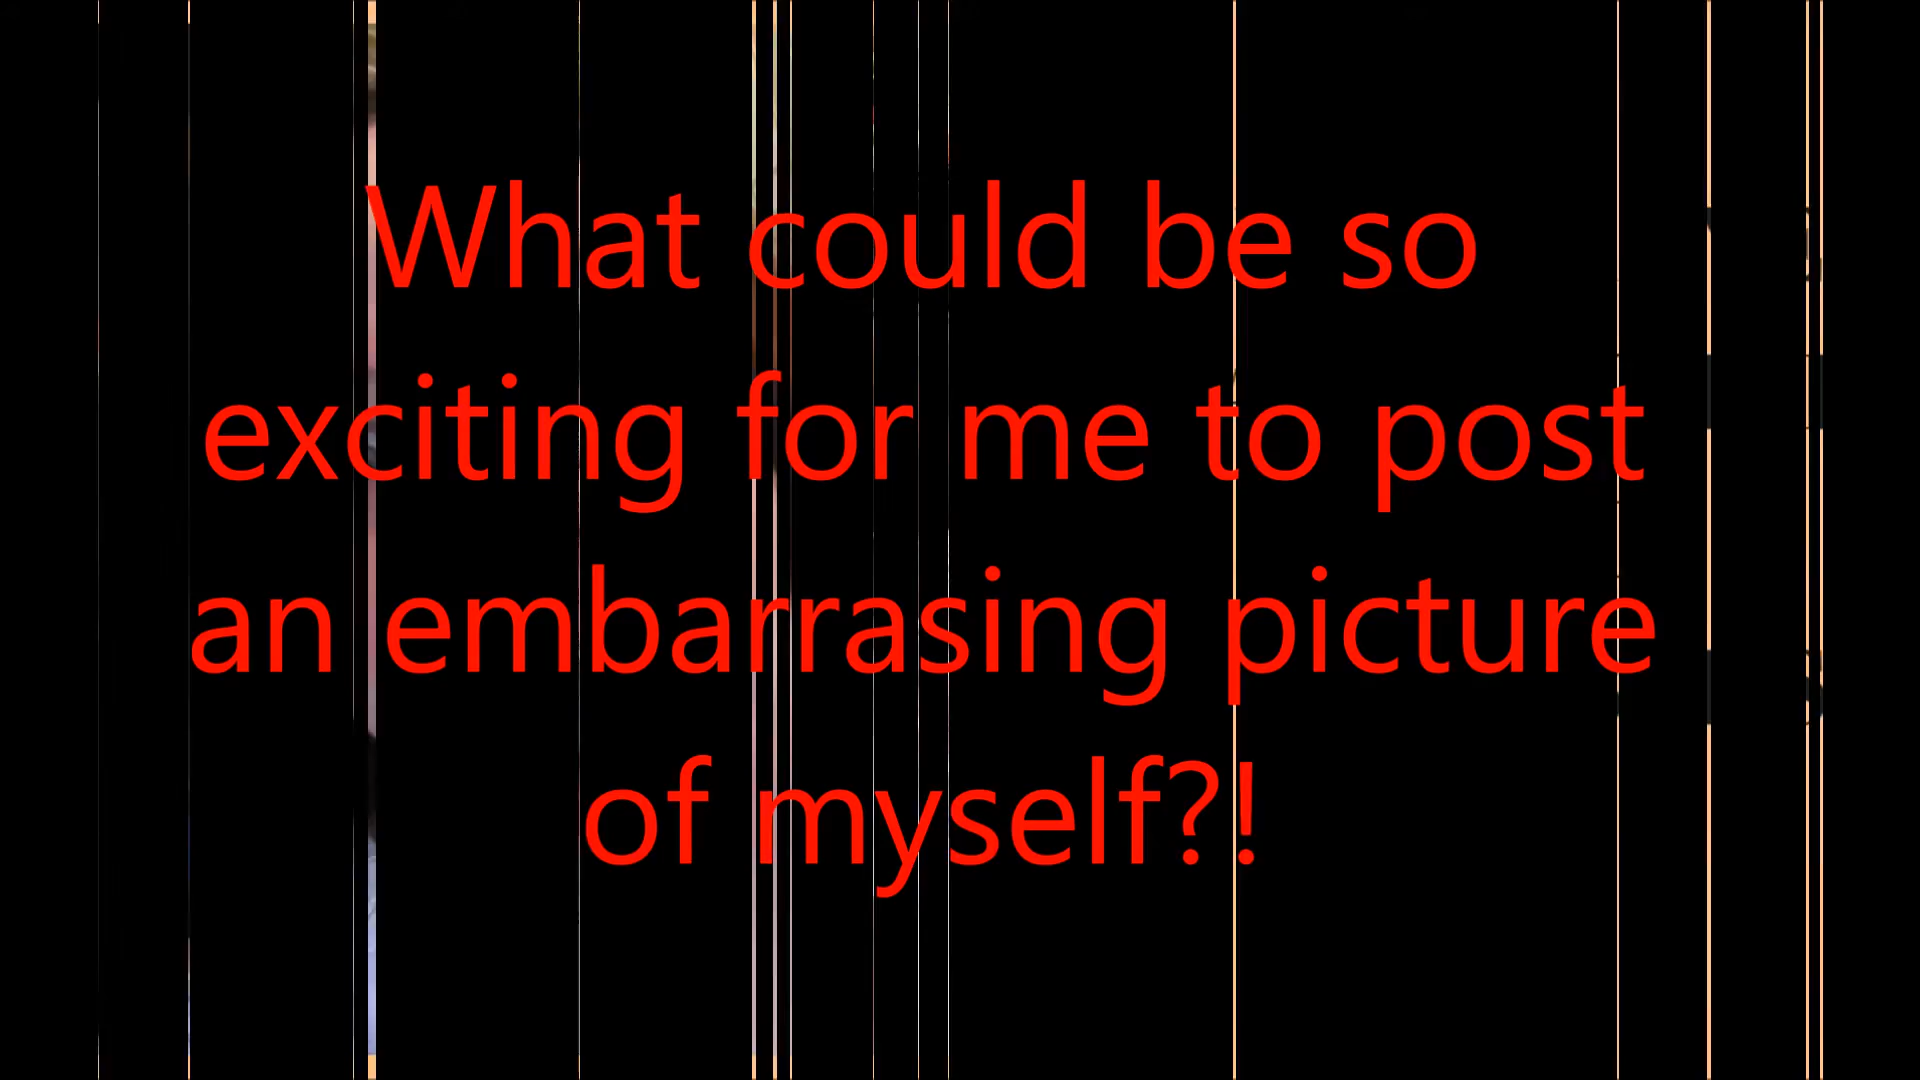 What could be so
exciting for me to post
an embarrasing picture
of myself?!